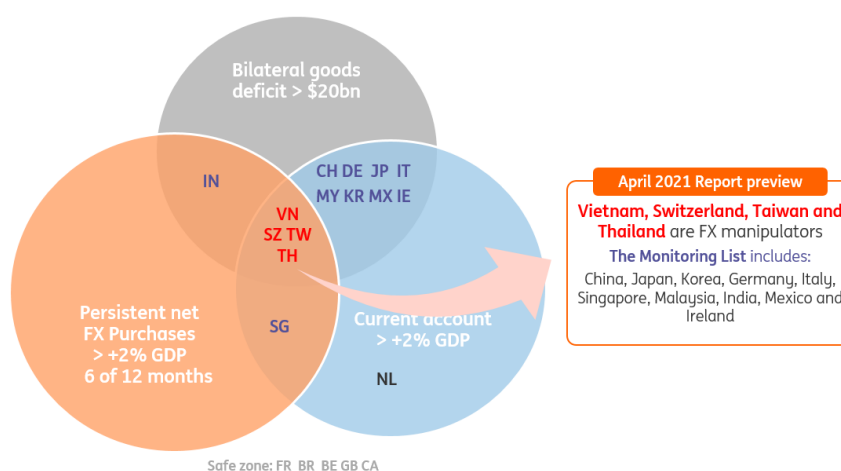 Bilateral goods
deficit > $20bn
IN
CH DE JP IT
MY KR MX IE
VN
SZ TW
TH
Persistent net
FX Purchases
> +2% GDP
6 of 12 months
SG
Current account
> +2% GDP
NL
Safe zone: FR BR BE GB CA
April 2021 Report preview
Vietnam, Switzerland, Taiwan and
Thailand are FX manipulators
The Monitoring List includes:
China, Japan, Korea, Germany, Italy,
Singapore, Malaysia, India, Mexico and
Ireland